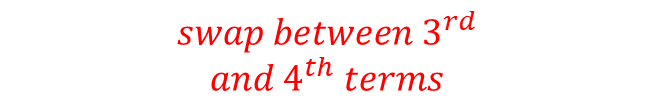 swap between 3ʳᵈ
and 4ᵗʰ terms